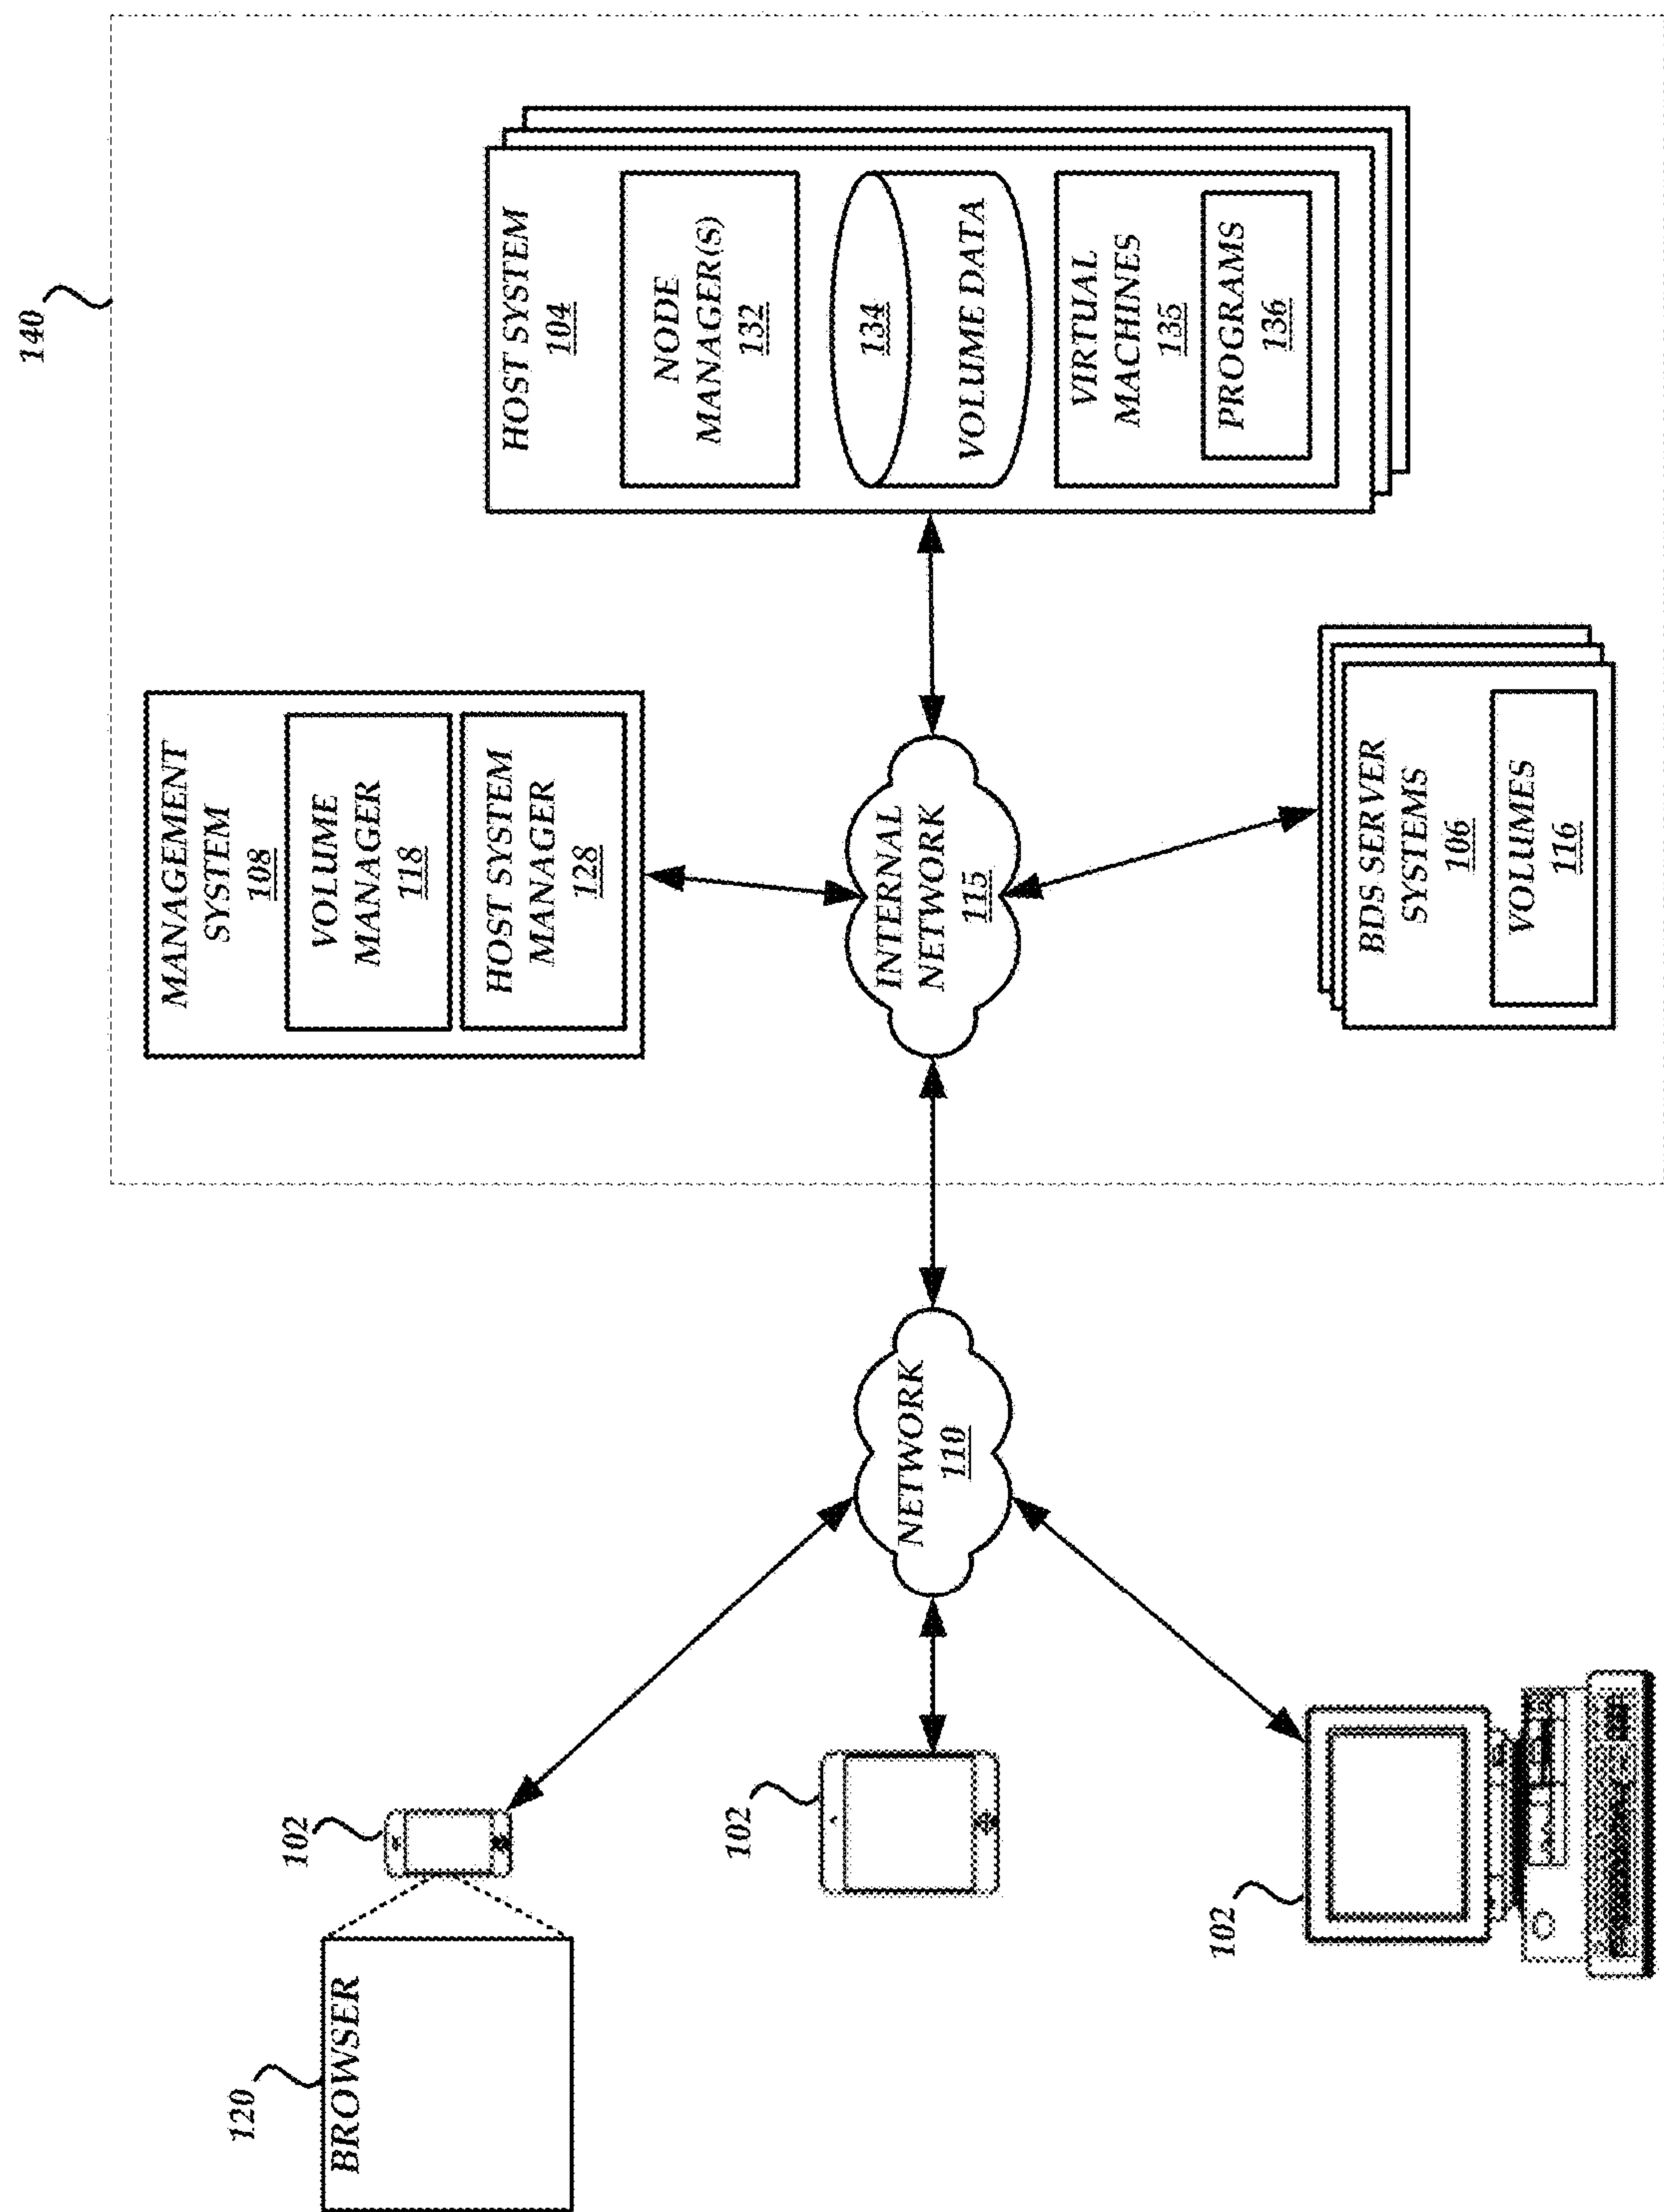 140
MANAGEMENT
SYSTEM
108
VOLUME
MANAGER
118
HOST SYSTEM
MANAGER
128
HOST SYSTEM
104
NODE
MANAGER(S)
132
134
VOLUME DATA
VIRTUAL
MACHINES
135
PROGRAMS
136
INTERNAL
NETWORK
115
BDS SERVER
SYSTEMS
106
VOLUMES
116
NETWORK
110
120
BROWSER
102
102
102